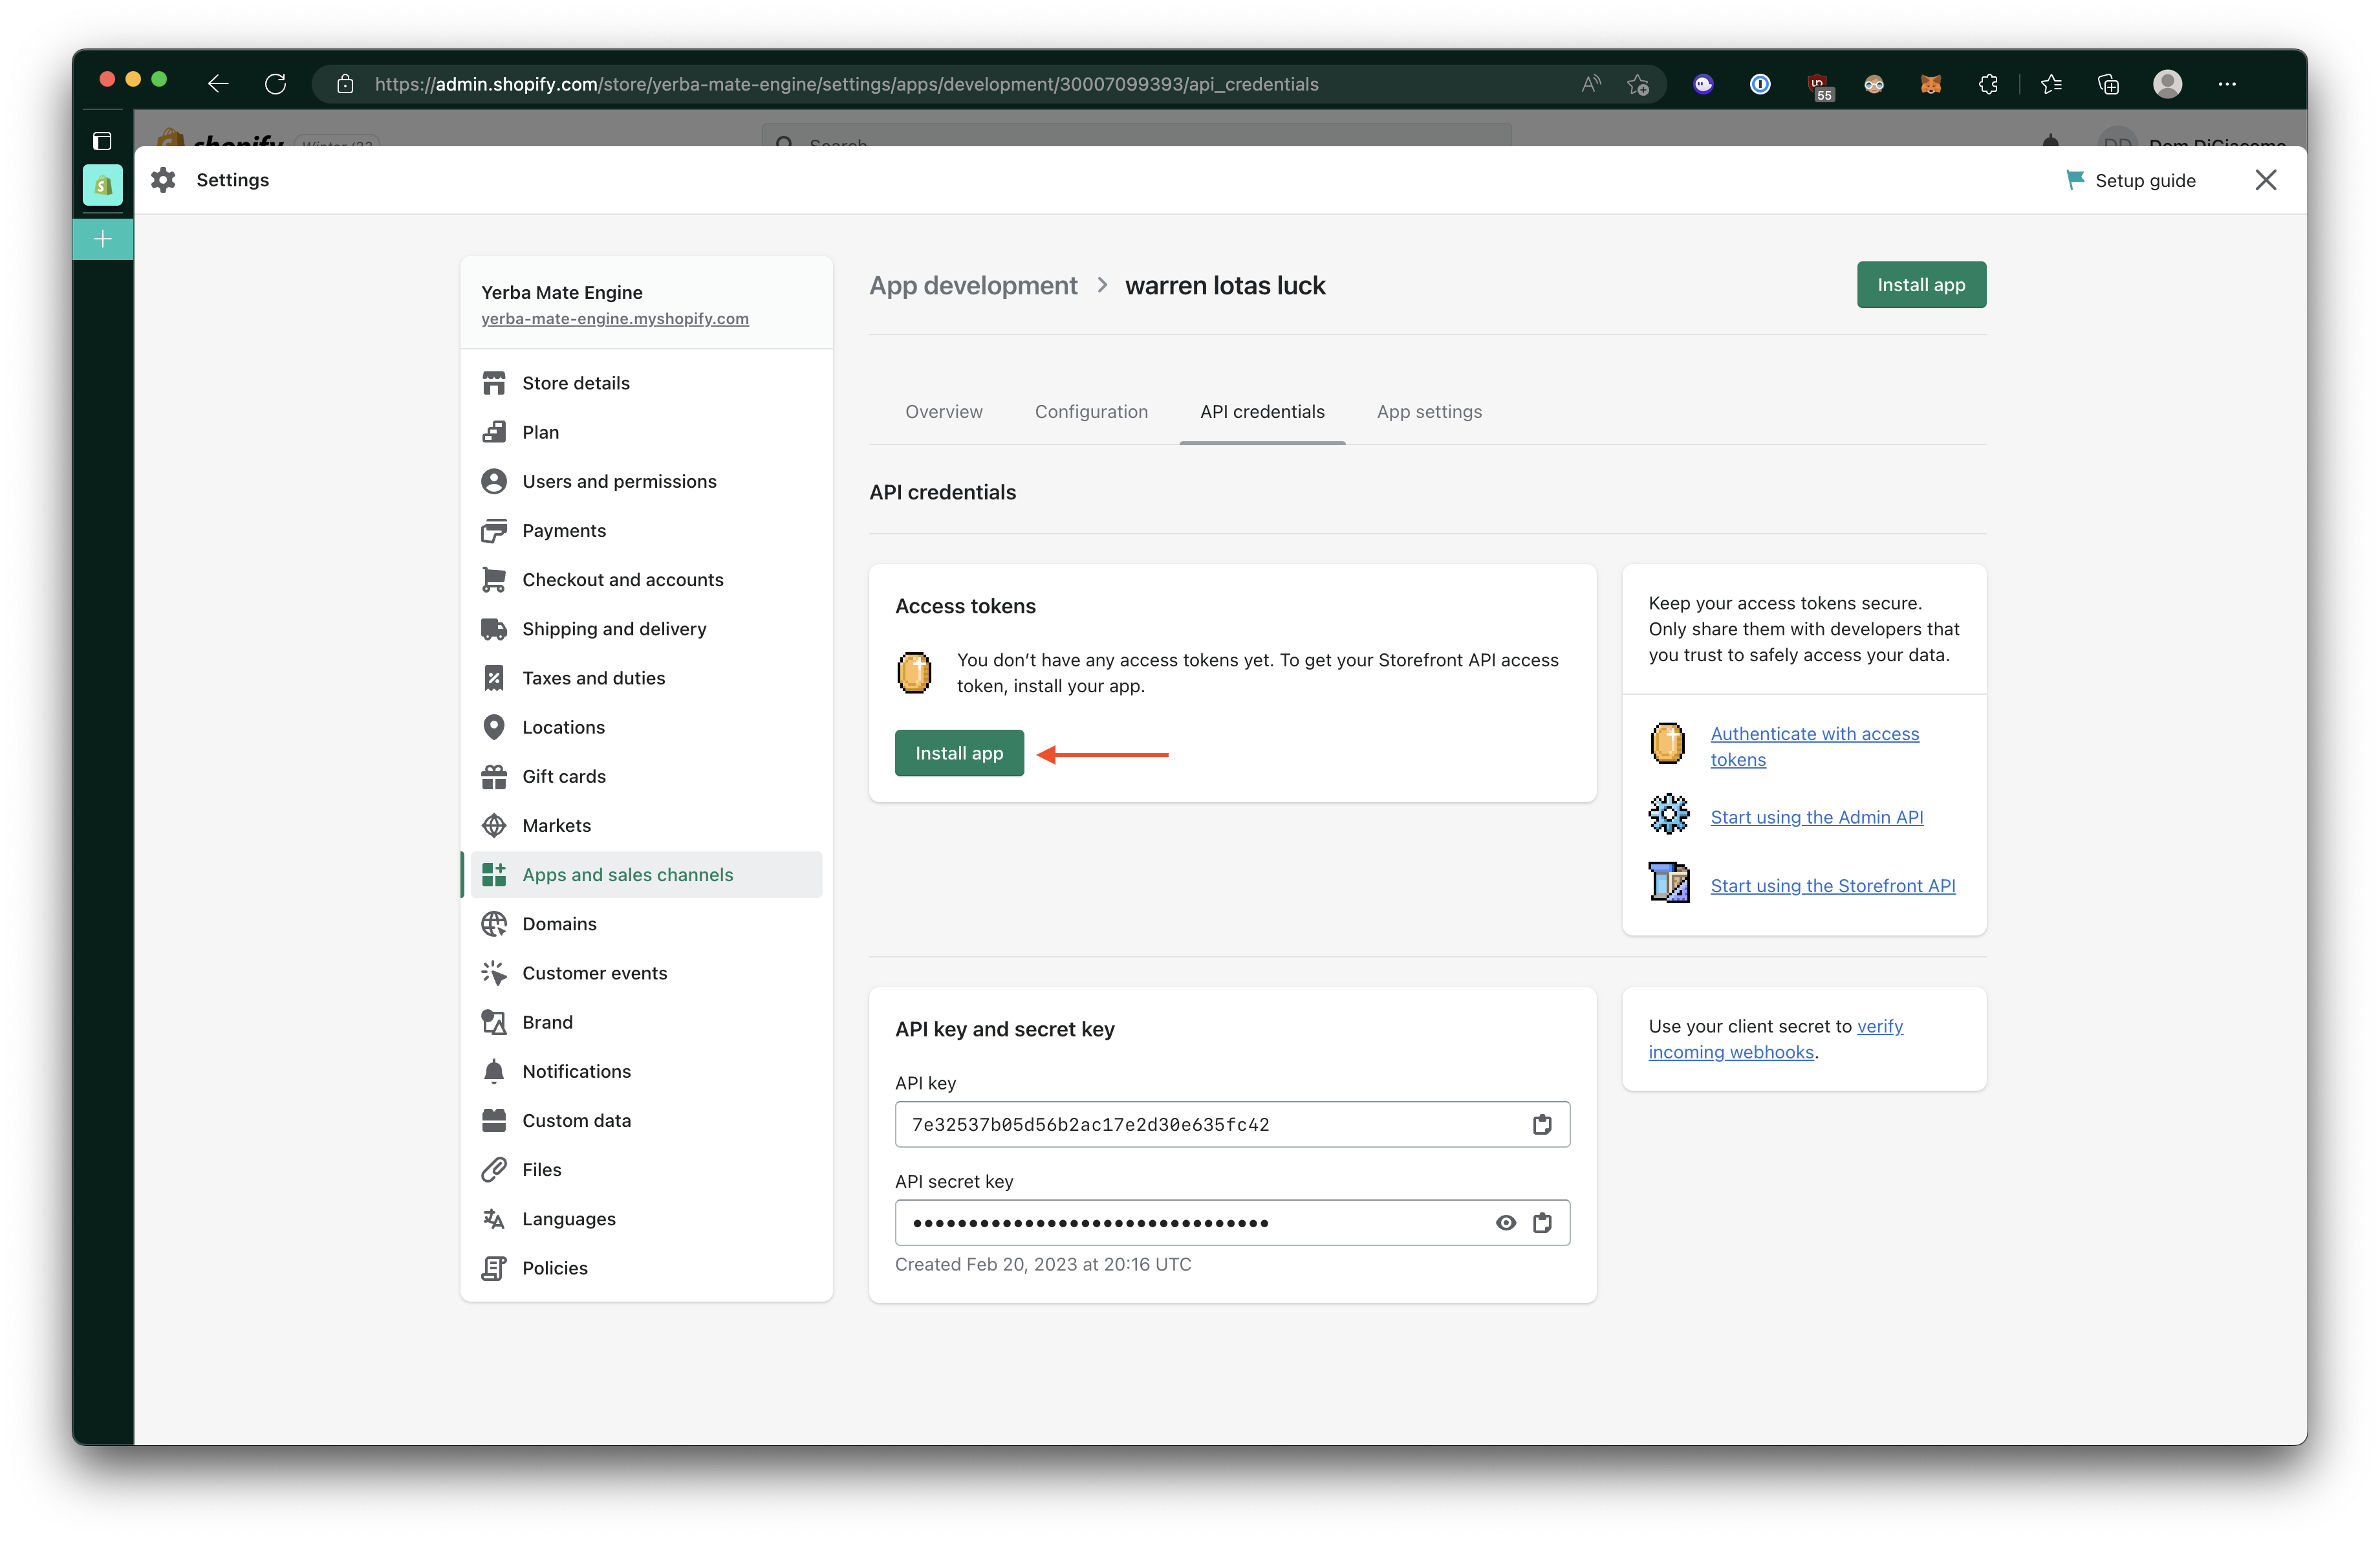 https://admin.shopify.com/store/yerba-mate-engine/settings/apps/development/30007099393/api_credentials
55
shopify
Winter '23
Search
DD
Dom DiGiacomo
Settings
Setup guide
Yerba Mate Engine
yerba-mate-engine.myshopify.com
Store details
Plan
Users and permissions
Payments
Checkout and accounts
Shipping and delivery
Taxes and duties
Locations
Gift cards
Markets
Apps and sales channels
Domains
Customer events
Brand
Notifications
Custom data
Files
Languages
Policies
App development > warren lotas luck
Install app
Overview
Configuration
API credentials
App settings
API credentials
Access tokens
You don’t have any access tokens yet. To get your Storefront API access
token, install your app.
Install app
Keep your access tokens secure.
Only share them with developers that
you trust to safely access your data.
Authenticate with access
tokens
Start using the Admin API
Start using the Storefront API
API key and secret key
API key
7e32537b05d56b2ac17e2d30e635fc42
API secret key
••••••••••••••••••••••••••••••••
Created Feb 20, 2023 at 20:16 UTC
Use your client secret to verify
incoming webhooks.